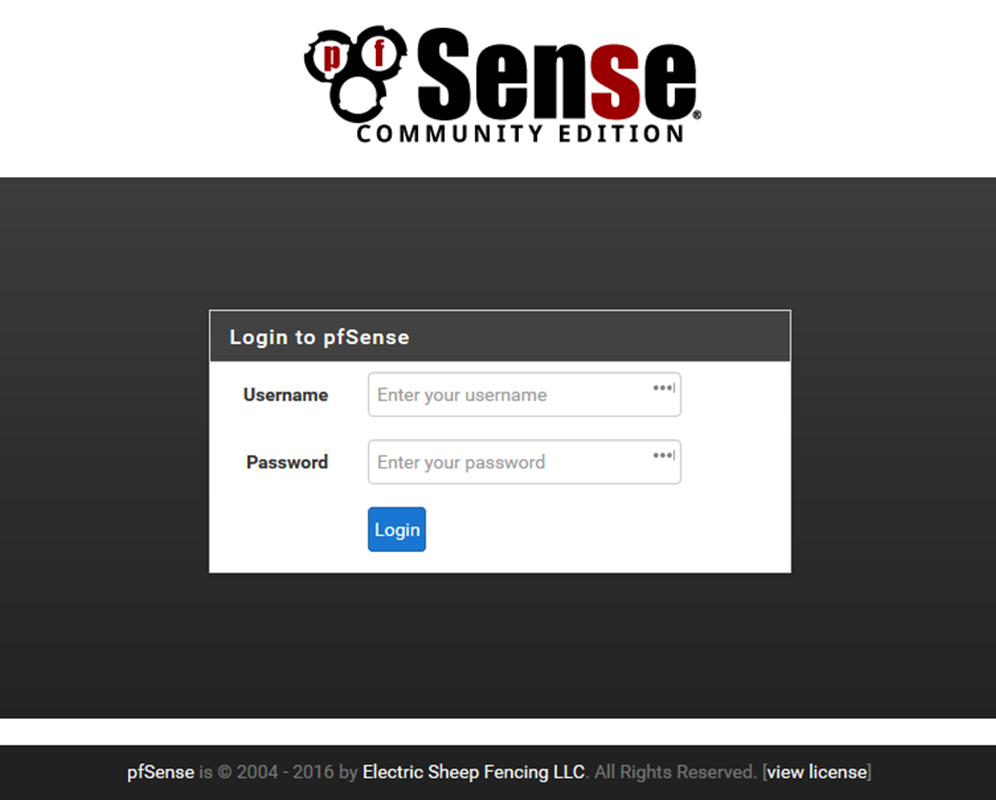 pf Sense®
COMMUNITY EDITION
Login to pfSense
Username Enter your username
Password Enter your password
Login
pfSense is © 2004 - 2016 by Electric Sheep Fencing LLC. All Rights Reserved. [view license]